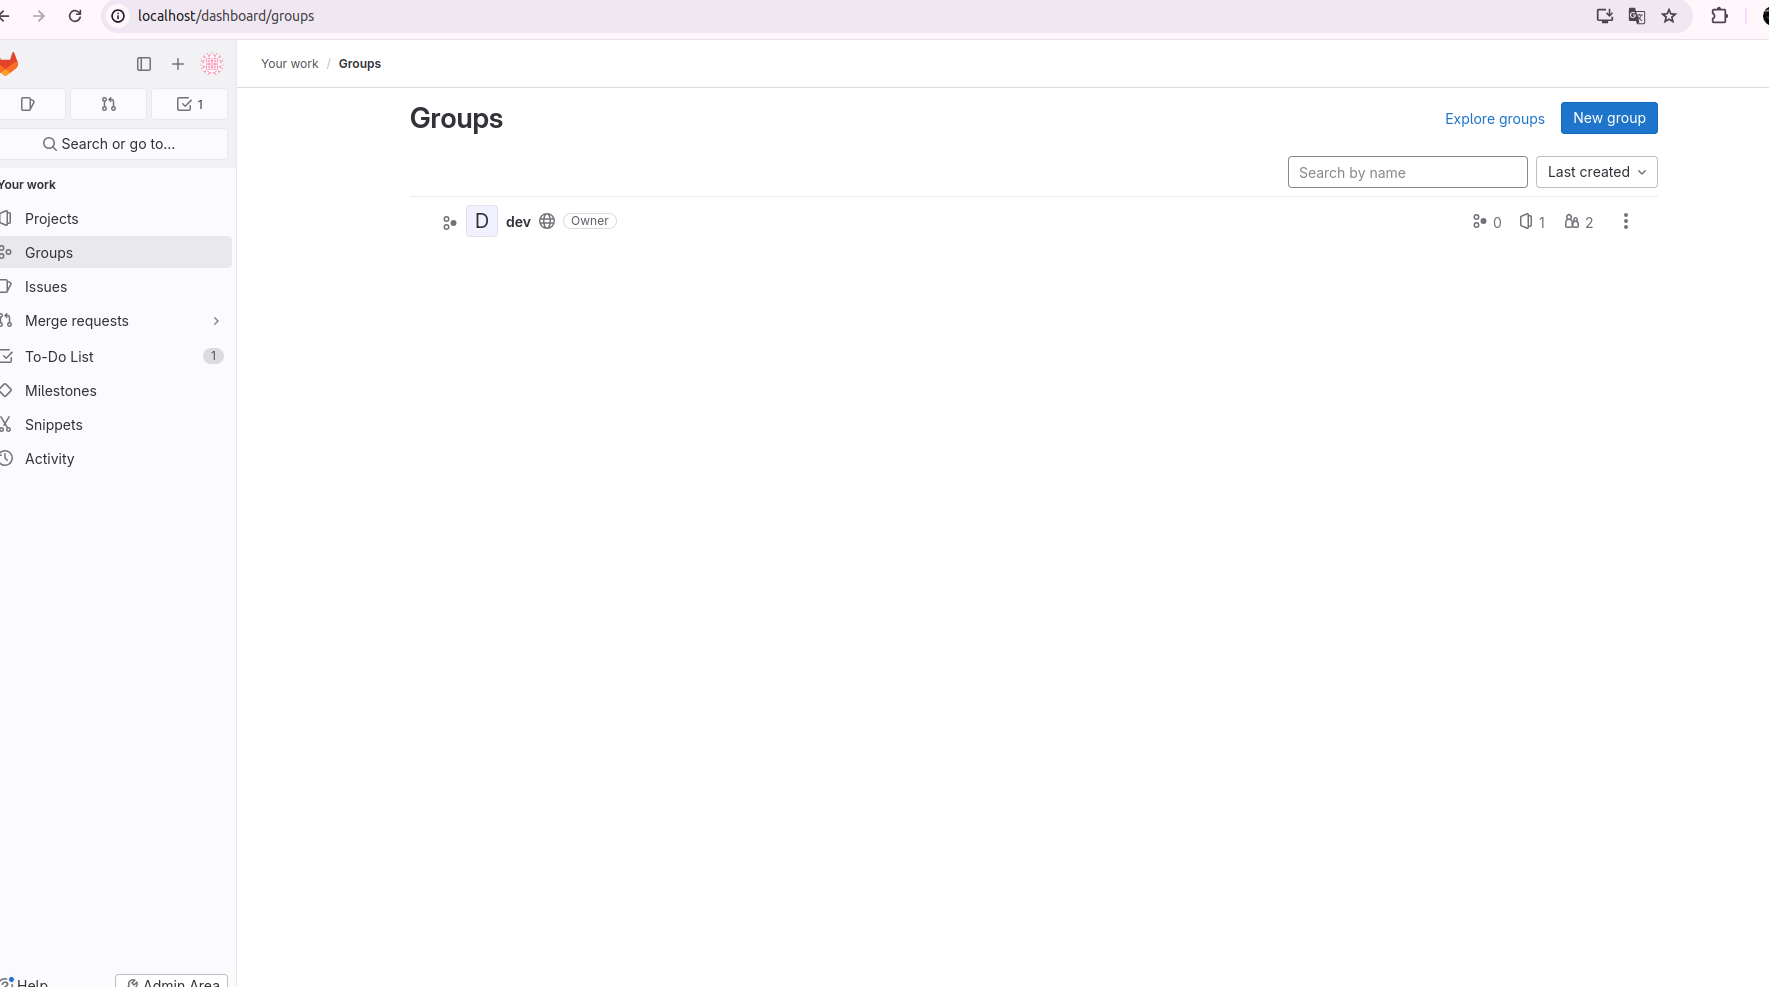 localhost/dashboard/groups
Your work / Groups
1
Search or go to...
Your work
Projects
Groups
Issues
Merge requests
To-Do List 1
Milestones
Snippets
Activity
Help
Admin Area
Groups
Explore groups
New group
Search by name
Last created
D dev Owner 0 1 2